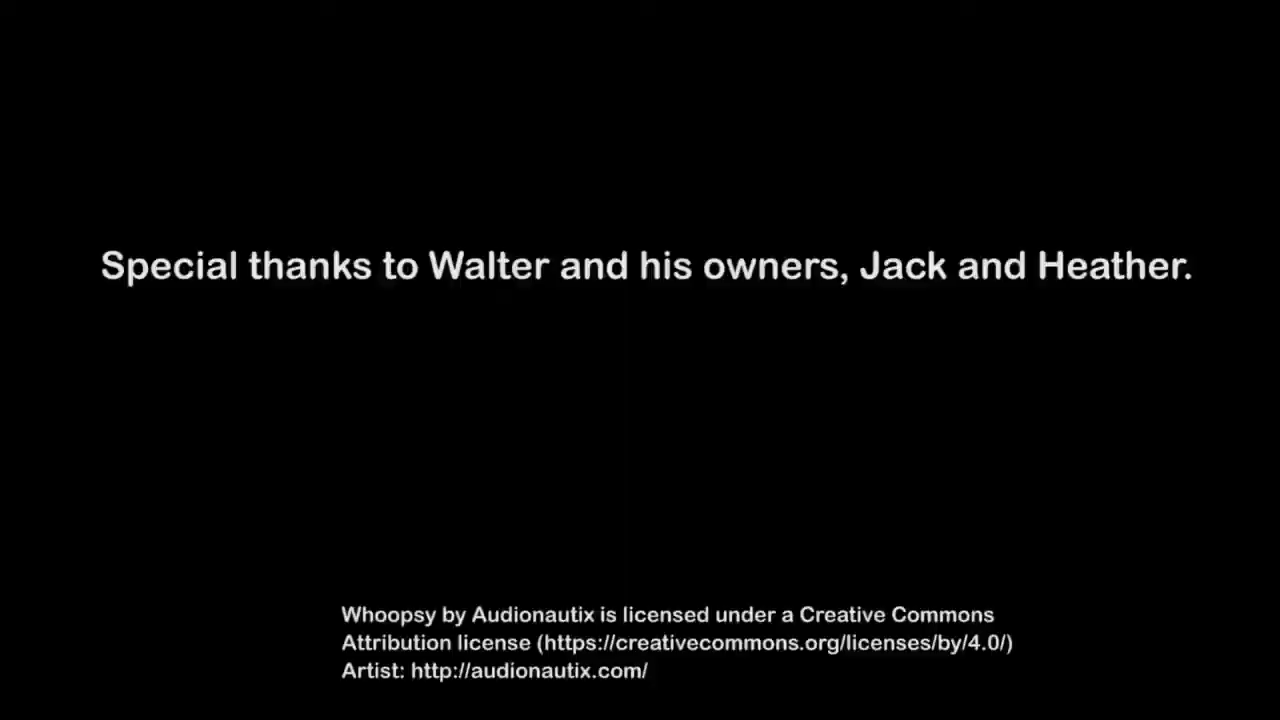 Special thanks to Walter and his owners, Jack and Heather.
Whoopsy by Audionautix is licensed under a Creative Commons
Attribution license (https://creativecommons.org/licenses/by/4.0/)
Artist: http://audionautix.com/